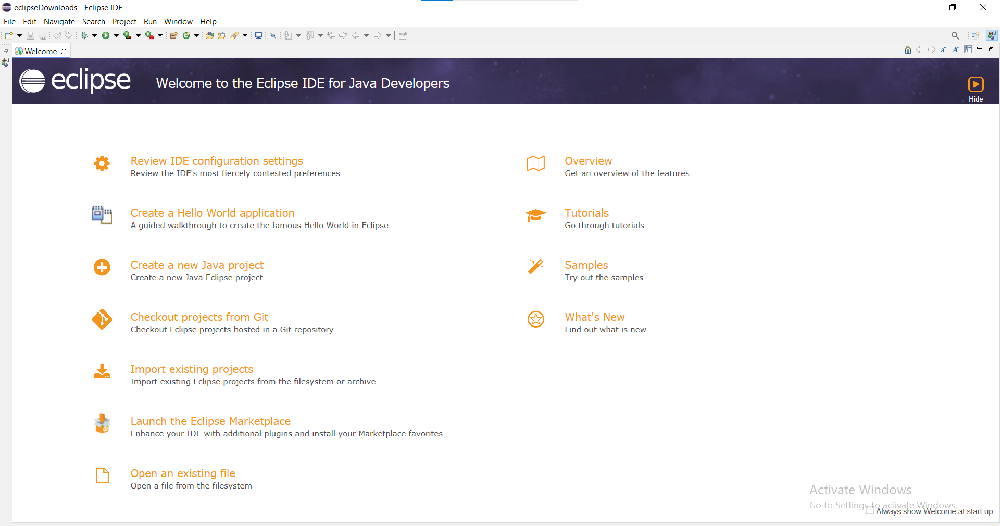 eclipseDownloads - Eclipse IDE
File Edit Navigate Search Project Run Window Help
Welcome
eclipse
Welcome to the Eclipse IDE for Java Developers
Hide
Review IDE configuration settings
Review the IDE's most fiercely contested preferences
Create a Hello World application
A guided walkthrough to create the famous Hello World in Eclipse
Create a new Java project
Create a new Java Eclipse project
Checkout projects from Git
Checkout Eclipse projects hosted in a Git repository
Import existing projects
Import existing Eclipse projects from the filesystem or archive
Launch the Eclipse Marketplace
Enhance your IDE with additional plugins and install your Marketplace favorites
Open an existing file
Open a file from the filesystem
Overview
Get an overview of the features
Tutorials
Go through tutorials
Samples
Try out the samples
What's New
Find out what is new
Activate Windows
Go to Settings to activate Windows.
Always show Welcome at start up